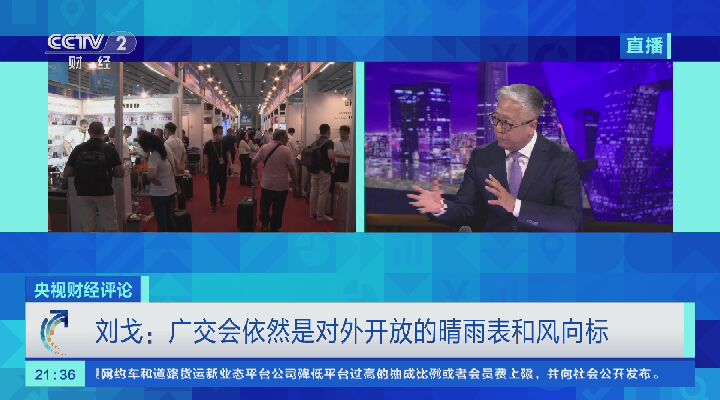 CCTV 2
财经
直播
央视财经评论
刘戈：广交会依然是对外开放的晴雨表和风向标
21:36
网约车和道路货运新业态平台公司降低平台过高的抽成比例或者会员费上限，并向社会公开发布。